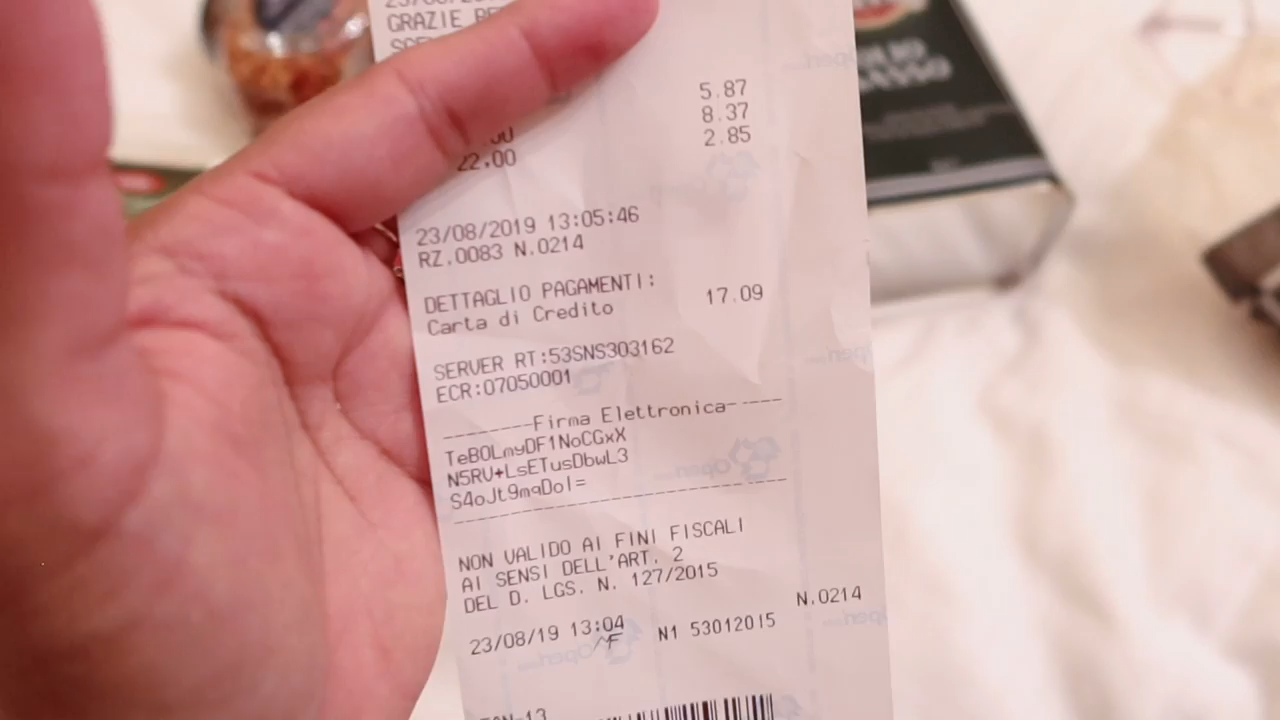 GRAZIE
5.87
8.37
22.00 2.85
23/08/2019 13:05:46
RZ.0083 N.0214
DETTAGLIO PAGAMENTI:
Carta di Credito 17.09
SERVER RT:53SNS303162
ECR:07050001
--------Firma Elettronica-----
TeB0LmyDF1NoCGxX
N5RV+LsETusDbwL3
S4oJt9mqDoI=
NON VALIDO AI FINI FISCALI
AI SENSI DELL'ART. 2
DEL D. LGS. N. 127/2015
N.0214
23/08/19 13:04 N1 53012015